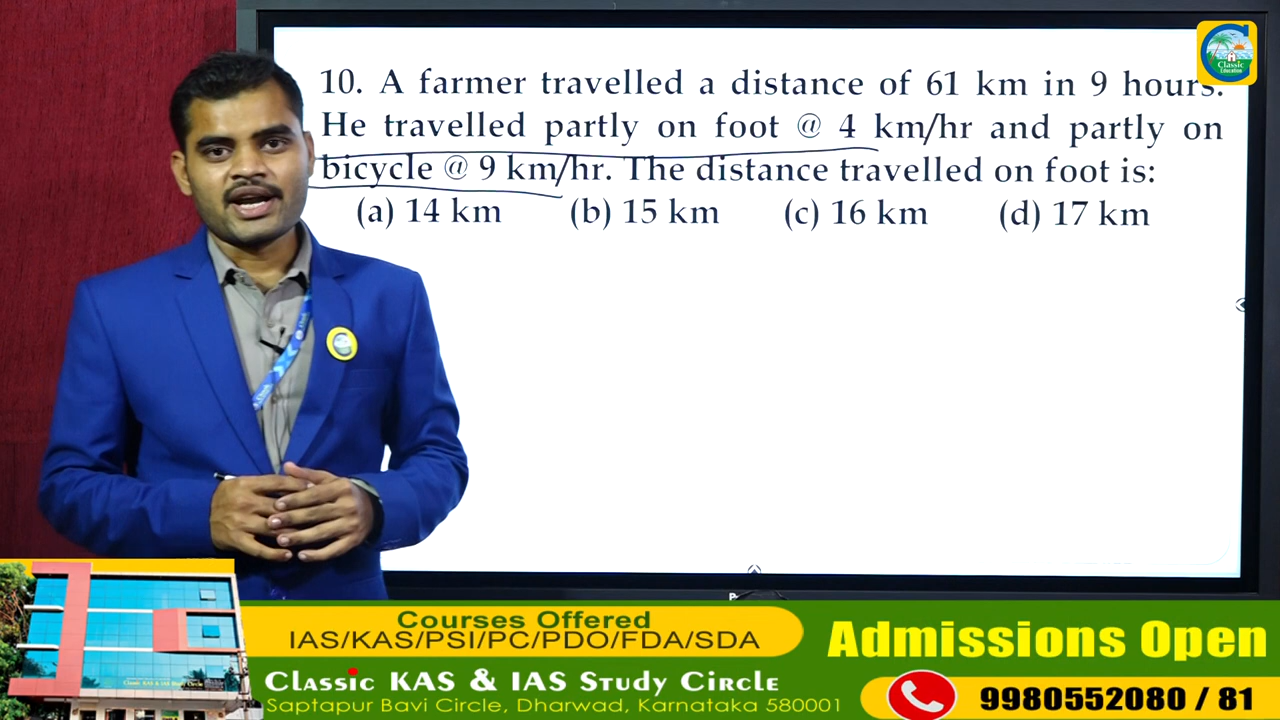 10. A farmer travelled a distance of 61 km in 9 hours.
He travelled partly on foot @ 4 km/hr and partly on
bicycle @ 9 km/hr. The distance travelled on foot is:
(a) 14 km (b) 15 km (c) 16 km (d) 17 km
Classic
Education
Courses Offered
IAS/KAS/PSI/PC/PDO/FDA/SDA
Classic KAS & IAS Study Circle
Saptapur Bavi Circle, Dharwad, Karnataka 580001
Admissions Open
9980552080 / 81